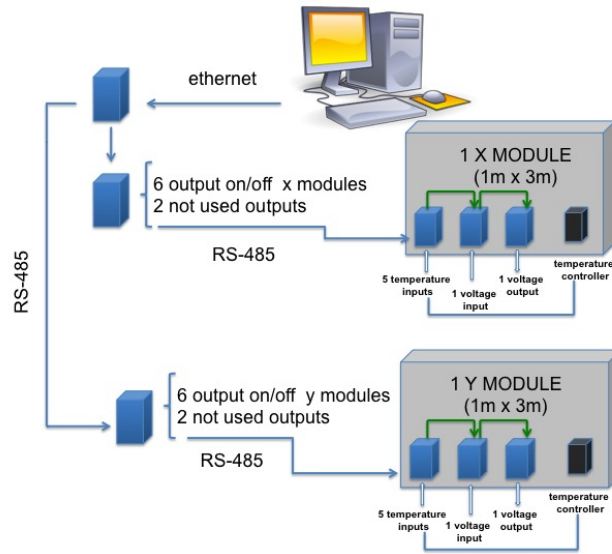 ethernet
1 X MODULE
(1m x 3m)
6 output on/off x modules
2 not used outputs
RS-485
5 temperature
inputs
1 voltage
input
1 voltage
output
temperature
controller
RS-485
1 Y MODULE
(1m x 3m)
6 output on/off y modules
2 not used outputs
RS-485
5 temperature
inputs
1 voltage
input
1 voltage
output
temperature
controller